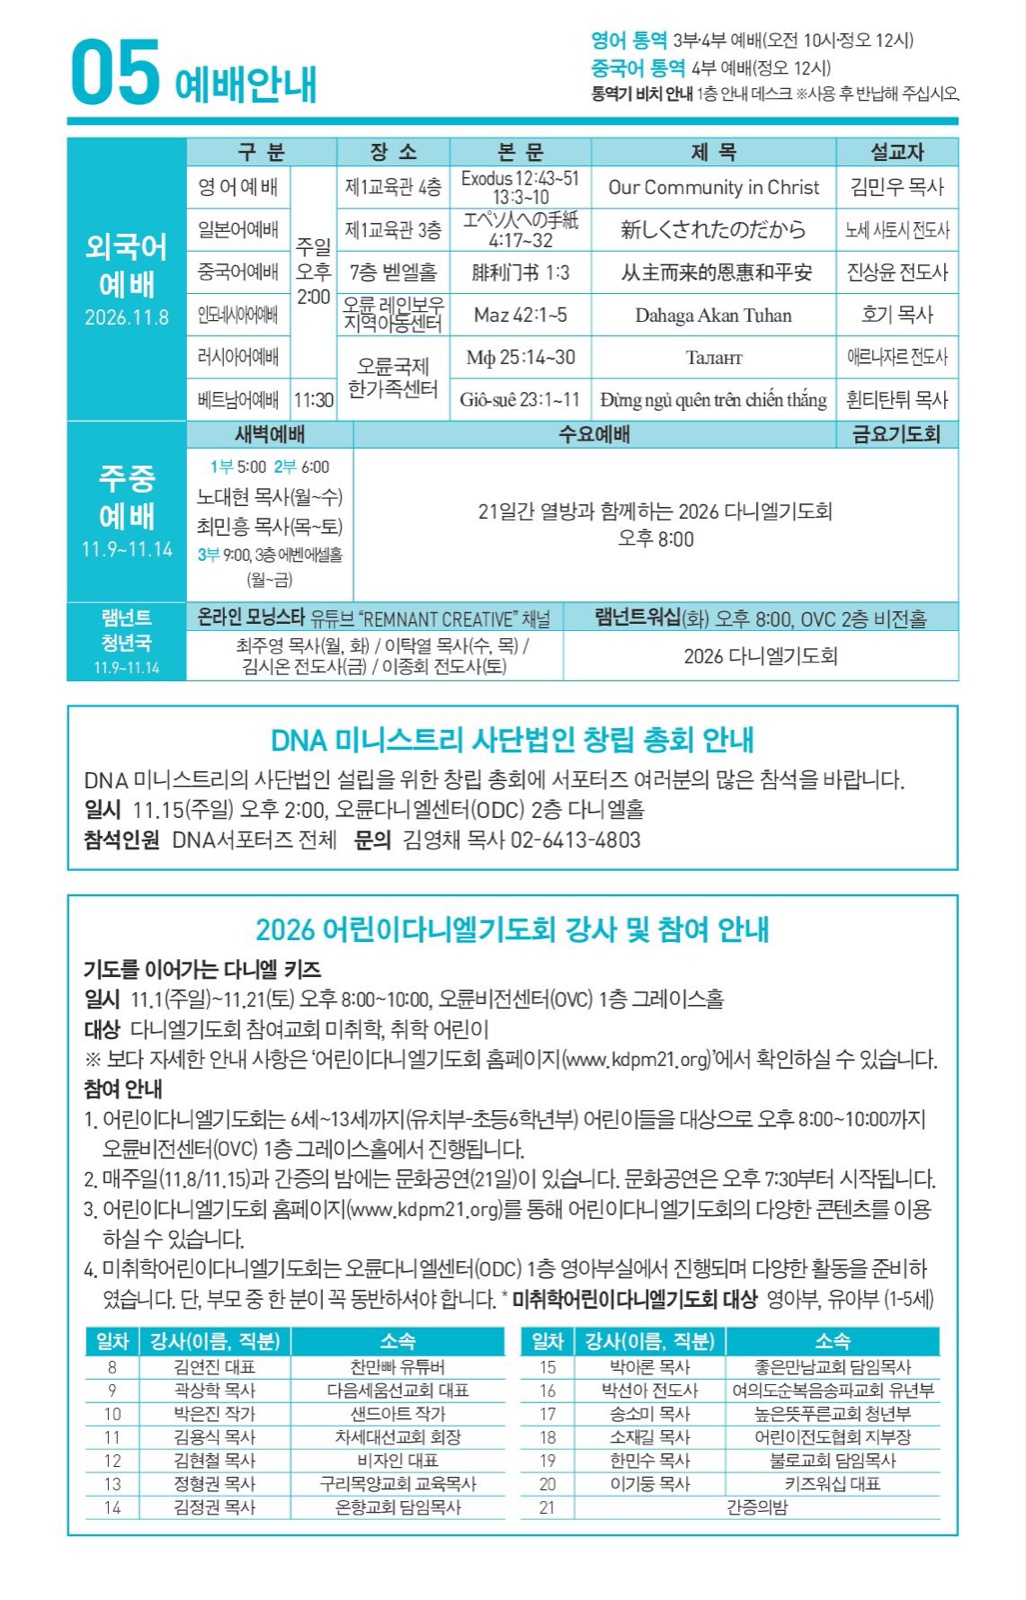 05 예배안내
영어 통역 3부·4부 예배(오전 10시·정오 12시)
중국어 통역 4부 예배(정오 12시)
통역기 비치 안내 1층 안내 데스크 ※사용 후 반납해 주십시오.
외국어
예배
2026.11.8
구 분 장 소 본 문 제 목 설교자
영어예배 주일 오후 2:00 제1교육관 4층 Exodus 12:43~51 13:3~10 Our Community in Christ 김민우 목사
일본어예배 제1교육관 3층 エペソ人への手紙 4:17~32 新しくされたのだから 노세 사토시 전도사
중국어예배 7층 벧엘홀 腓利门书 1:3 从主而来的恩惠和平安 진상윤 전도사
인도네시아어예배 오륜 레인보우 지역아동센터 Maz 42:1~5 Dahaga Akan Tuhan 호기 목사
러시아어예배 오륜국제 한가족센터 Мф 25:14~30 Талант 애르나자르 전도사
베트남어예배 11:30 Giô-suê 23:1~11 Đừng ngủ quên trên chiến thắng 휜티탄튀 목사
주중
예배
11.9~11.14
새벽예배 수요예배 금요기도회
1부 5:00 2부 6:00
노대현 목사(월~수)
최민흥 목사(목~토)
3부 9:00, 3층 에벤에셀홀
(월~금)
21일간 열방과 함께하는 2026 다니엘기도회
오후 8:00
램넌트
청년국
11.9~11.14
온라인 모닝스타 유튜브 “REMNANT CREATIVE” 채널 램넌트워십(화) 오후 8:00, OVC 2층 비전홀
최주영 목사(월, 화) / 이탁열 목사(수, 목) /
김시온 전도사(금) / 이종회 전도사(토)
2026 다니엘기도회
DNA 미니스트리 사단법인 창립 총회 안내
DNA 미니스트리의 사단법인 설립을 위한 창립 총회에 서포터즈 여러분의 많은 참석을 바랍니다.
일시 11.15(주일) 오후 2:00, 오륜다니엘센터(ODC) 2층 다니엘홀
참석인원 DNA서포터즈 전체 문의 김영채 목사 02-6413-4803
2026 어린이다니엘기도회 강사 및 참여 안내
기도를 이어가는 다니엘 키즈
일시 11.1(주일)~11.21(토) 오후 8:00~10:00, 오륜비전센터(OVC) 1층 그레이스홀
대상 다니엘기도회 참여교회 미취학, 취학 어린이
※ 보다 자세한 안내 사항은 ‘어린이다니엘기도회 홈페이지(www.kdpm21.org)’에서 확인하실 수 있습니다.
참여 안내
1. 어린이다니엘기도회는 6세~13세까지(유치부-초등6학년부) 어린이들을 대상으로 오후 8:00~10:00까지
오륜비전센터(OVC) 1층 그레이스홀에서 진행됩니다.
2. 매주일(11.8/11.15)과 간증의 밤에는 문화공연(21일)이 있습니다. 문화공연은 오후 7:30부터 시작됩니다.
3. 어린이다니엘기도회 홈페이지(www.kdpm21.org)를 통해 어린이다니엘기도회의 다양한 콘텐츠를 이용
하실 수 있습니다.
4. 미취학어린이다니엘기도회는 오륜다니엘센터(ODC) 1층 영아부실에서 진행되며 다양한 활동을 준비하
였습니다. 단, 부모 중 한 분이 꼭 동반하셔야 합니다. * 미취학어린이다니엘기도회 대상 영아부, 유아부 (1-5세)
일차 강사(이름, 직분) 소속
8 김연진 대표 찬만빠 유튜버
9 곽상학 목사 다음세움선교회 대표
10 박은진 작가 샌드아트 작가
11 김용식 목사 차세대선교회 회장
12 김현철 목사 비자인 대표
13 정형권 목사 구리목양교회 교육목사
14 김정권 목사 온향교회 담임목사
일차 강사(이름, 직분) 소속
15 박아론 목사 좋은만남교회 담임목사
16 박선아 전도사 여의도순복음송파교회 유년부
17 송소미 목사 높은뜻푸른교회 청년부
18 소재길 목사 어린이전도협회 지부장
19 한민수 목사 불로교회 담임목사
20 이기둥 목사 키즈워십 대표
21 간증의밤